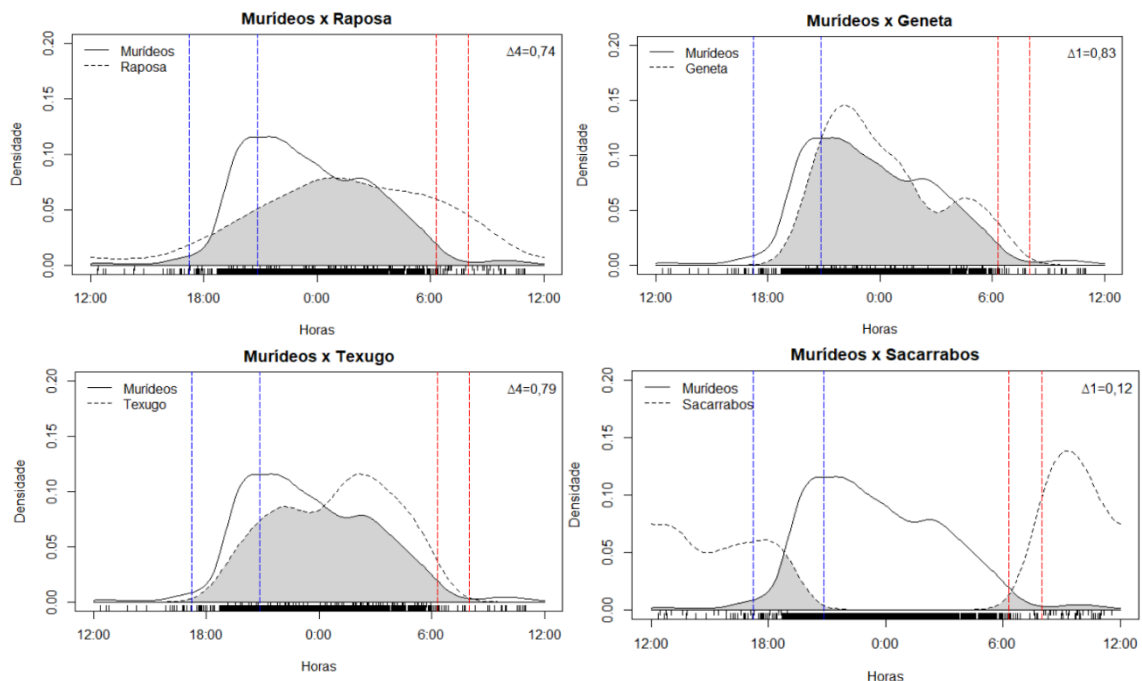 Murídeos x Raposa
Murídeos
Raposa
Δ4=0,74
Densidade
0.20
0.15
0.10
0.05
0.00
12:00 18:00 0:00 6:00 12:00
Horas
Murídeos x Geneta
Murídeos
Geneta
Δ1=0,83
Densidade
0.20
0.15
0.10
0.05
0.00
12:00 18:00 0:00 6:00 12:00
Horas
Murídeos x Texugo
Murídeos
Texugo
Δ4=0,79
Densidade
0.20
0.15
0.10
0.05
0.00
12:00 18:00 0:00 6:00 12:00
Horas
Murídeos x Sacarrabos
Murídeos
Sacarrabos
Δ1=0,12
Densidade
0.20
0.15
0.10
0.05
0.00
12:00 18:00 0:00 6:00 12:00
Horas